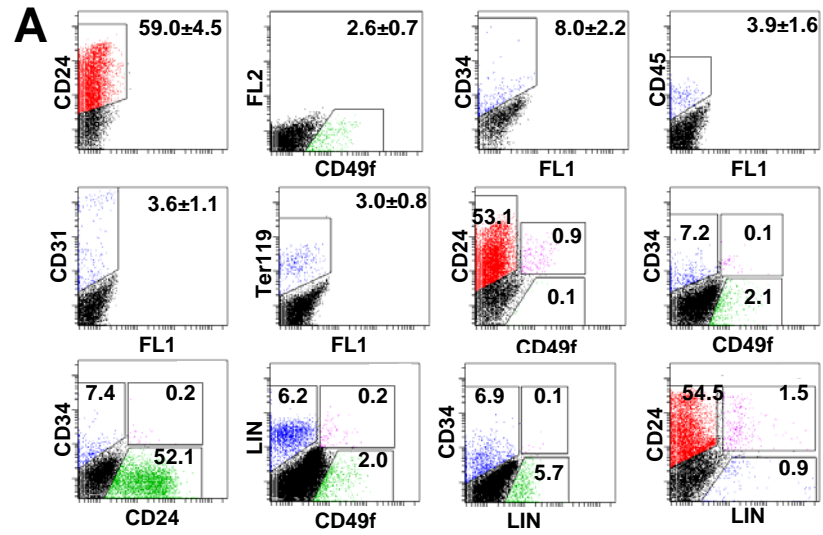 A
59.0±4.5
CD24
2.6±0.7
FL2
CD49f
8.0±2.2
CD34
FL1
3.9±1.6
CD45
FL1
3.6±1.1
CD31
FL1
3.0±0.8
Ter119
FL1
53.1
0.9
0.1
CD24
CD49f
7.2
0.1
2.1
CD34
CD49f
7.4
0.2
52.1
CD34
CD24
6.2
0.2
2.0
LIN
CD49f
6.9
0.1
5.7
CD34
LIN
54.5
1.5
0.9
CD24
LIN